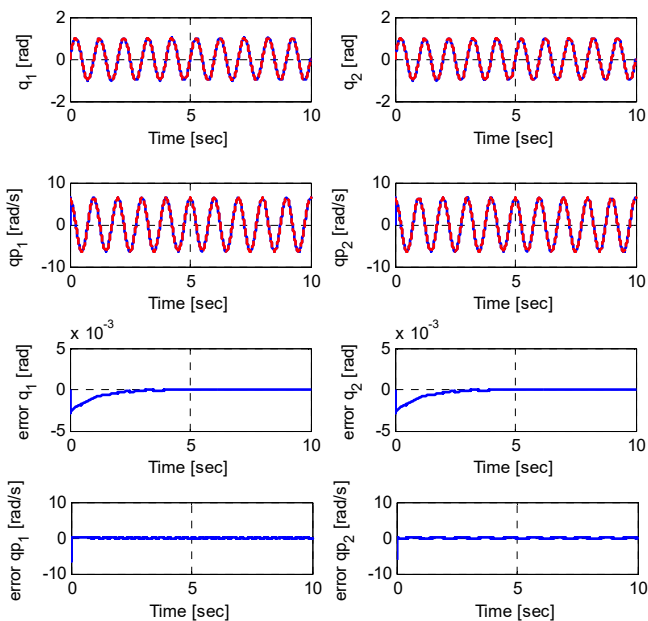 2
0
-2
0
5
10
Time [sec]
q1 [rad]
2
0
-2
0
5
10
Time [sec]
q2 [rad]
10
0
-10
0
5
10
Time [sec]
qp1 [rad/s]
10
0
-10
0
5
10
Time [sec]
qp2 [rad/s]
x 10-3
5
0
-5
0
5
10
Time [sec]
error q1 [rad]
x 10-3
5
0
-5
0
5
10
Time [sec]
error q2 [rad]
10
0
-10
0
5
10
Time [sec]
error qp1 [rad/s]
10
0
-10
0
5
10
Time [sec]
error qp2 [rad/s]